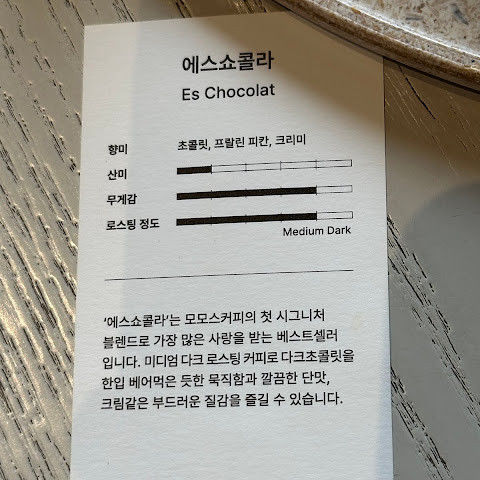 에스쇼콜라
Es Chocolat
향미 초콜릿, 프랄린 피칸, 크리미
산미
무게감
로스팅 정도
Medium Dark
‘에스쇼콜라’는 모모스커피의 첫 시그니처
블렌드로 가장 많은 사랑을 받는 베스트셀러
입니다. 미디엄 다크 로스팅 커피로 다크초콜릿을
한입 베어먹은 듯한 묵직함과 깔끔한 단맛,
크림같은 부드러운 질감을 즐길 수 있습니다.